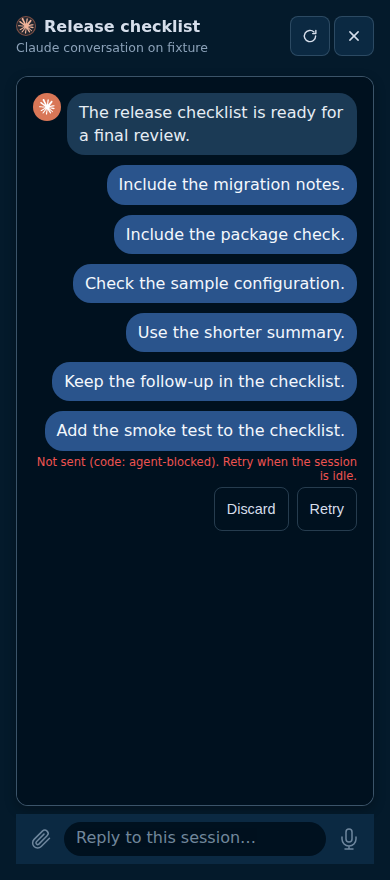 Release checklist
Claude conversation on fixture
The release checklist is ready for
a final review.
Include the migration notes.
Include the package check.
Check the sample configuration.
Use the shorter summary.
Keep the follow-up in the checklist.
Add the smoke test to the checklist.
Not sent (code: agent-blocked). Retry when the session
is idle.
Discard
Retry
Reply to this session…